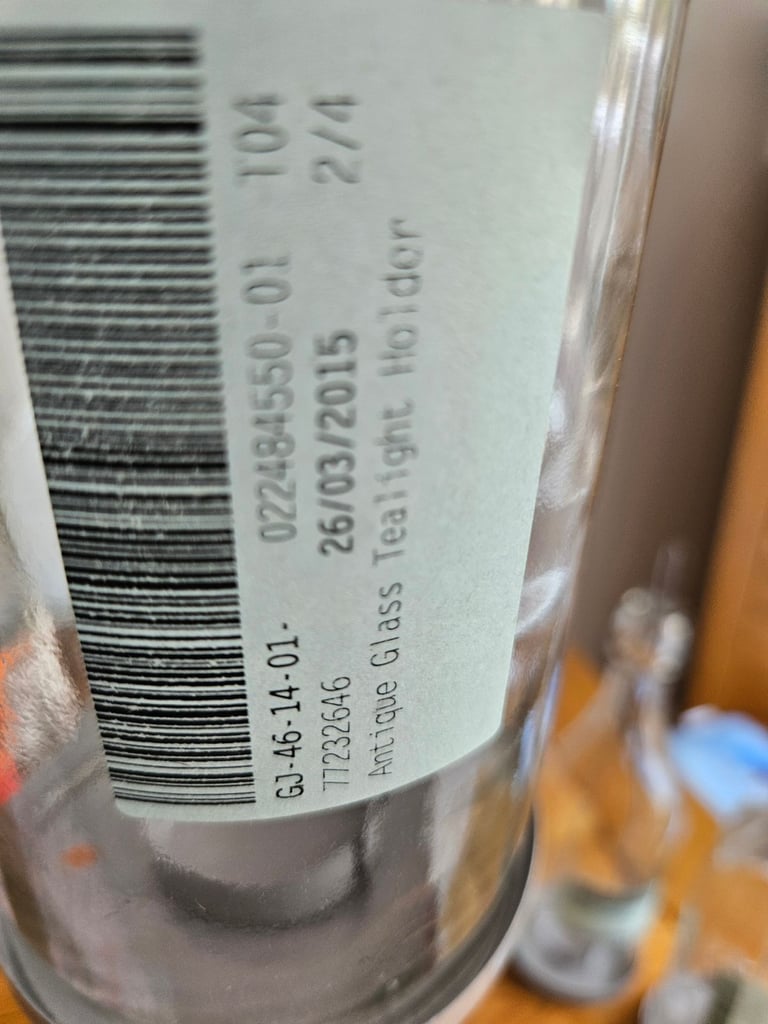 GJ-46-14-01- 022484550-01 T04
77232646 26/03/2015 2/4
Antique Glass Tealight Holder